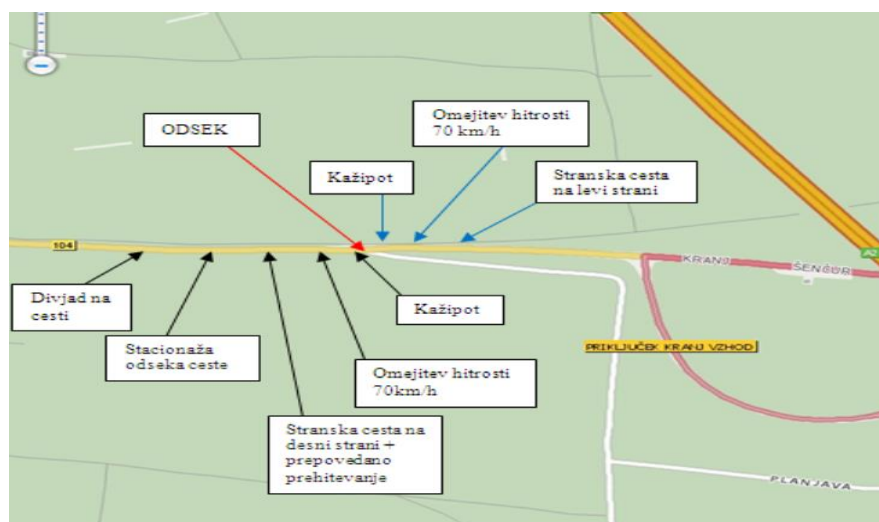 Omejitev hitrosti
70 km/h
ODSEK
Kažipot
Stranska cesta
na levi strani
104
A2
KRANJ
ŠENČUR
Divjad na
cesti
Kažipot
Stacionaža
odseka ceste
PRIKLJUČEK KRANJ VZHOD
Omejitev hitrosti
70km/h
Stranska cesta na
desni strani +
prepovedano
prehitevanje
PLANJAVA